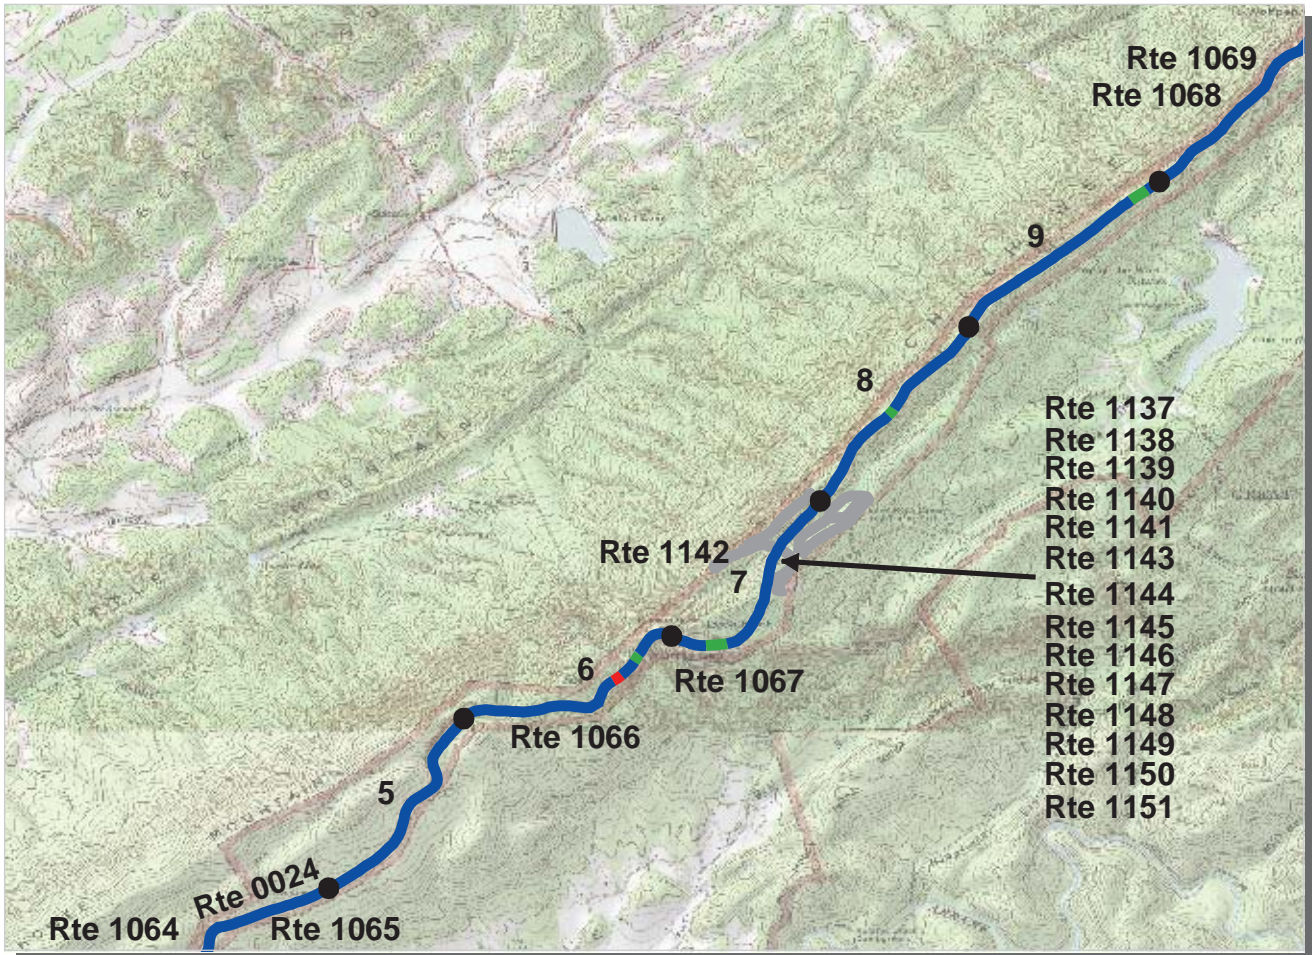 Rte 1069
Rte 1068
9
8
Rte 1137
Rte 1138
Rte 1139
Rte 1140
Rte 1141
Rte 1143
Rte 1144
Rte 1145
Rte 1146
Rte 1147
Rte 1148
Rte 1149
Rte 1150
Rte 1151
Rte 1142
7
6
Rte 1067
Rte 1066
5
Rte 0024
Rte 1064
Rte 1065